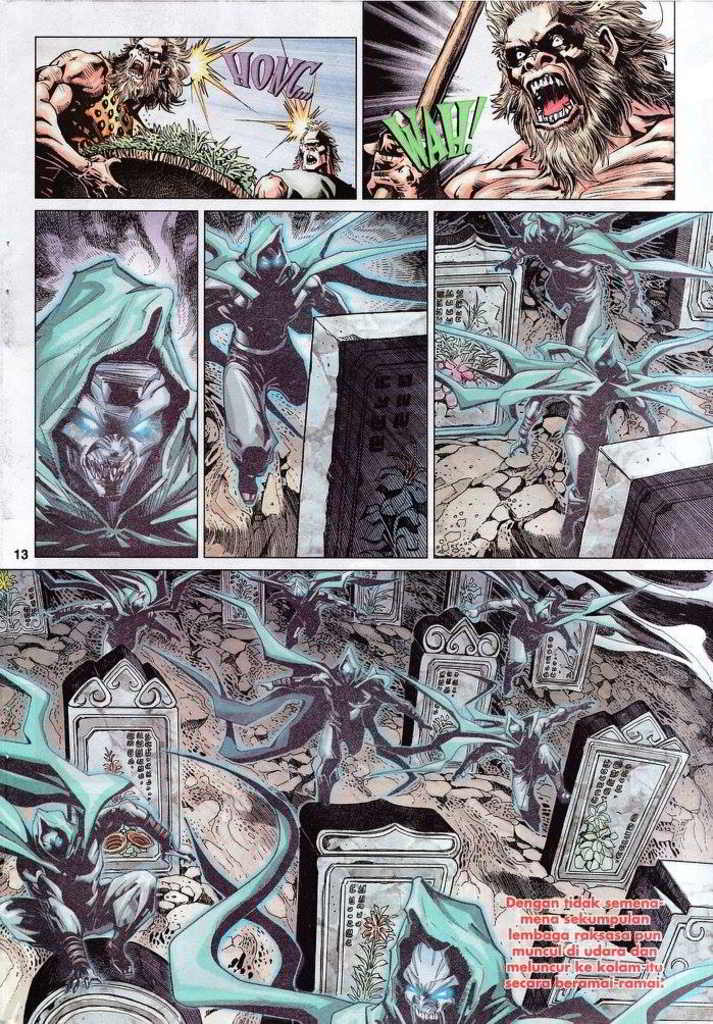 HONG...
WAH!
13
Dengan tidak semena-
mena sekumpulan
lembaga raksasa pun
muncul di udara dan
meluncur ke kolam itu
secara beramai-ramai.